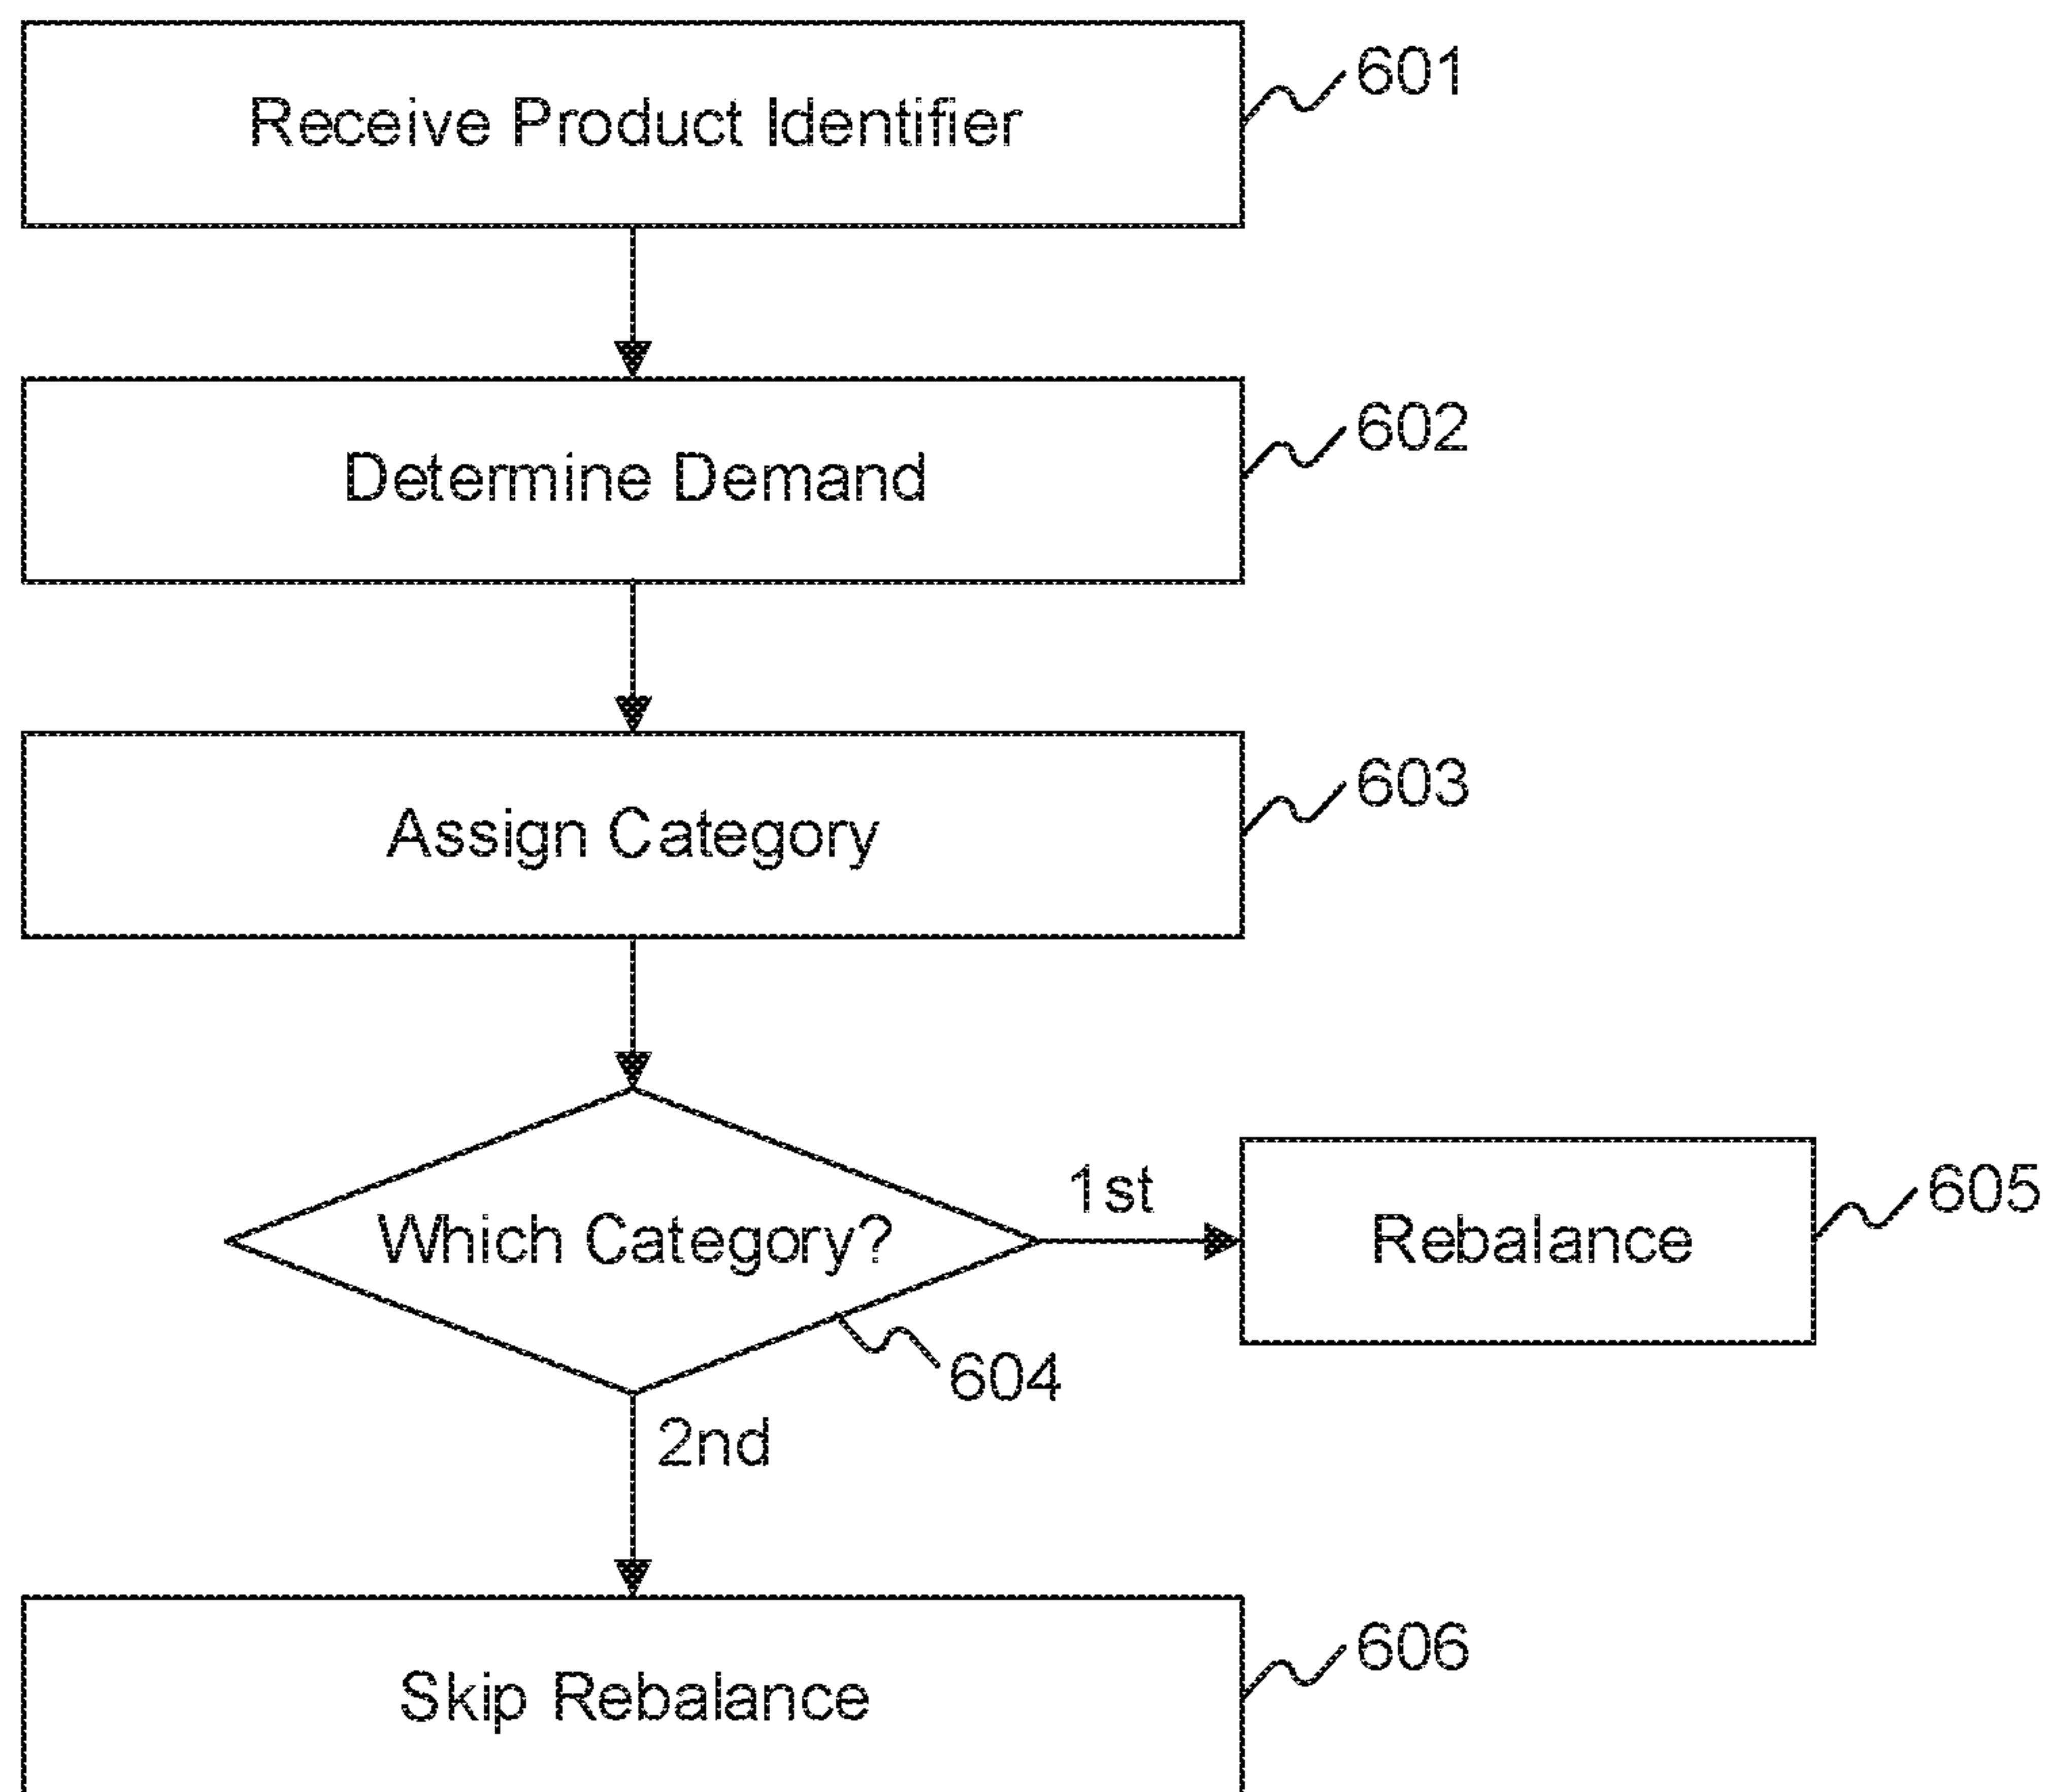 Receive Product Identifier
601
Determine Demand
602
Assign Category
603
Which Category?
1st
Rebalance
605
604
2nd
Skip Rebalance
606